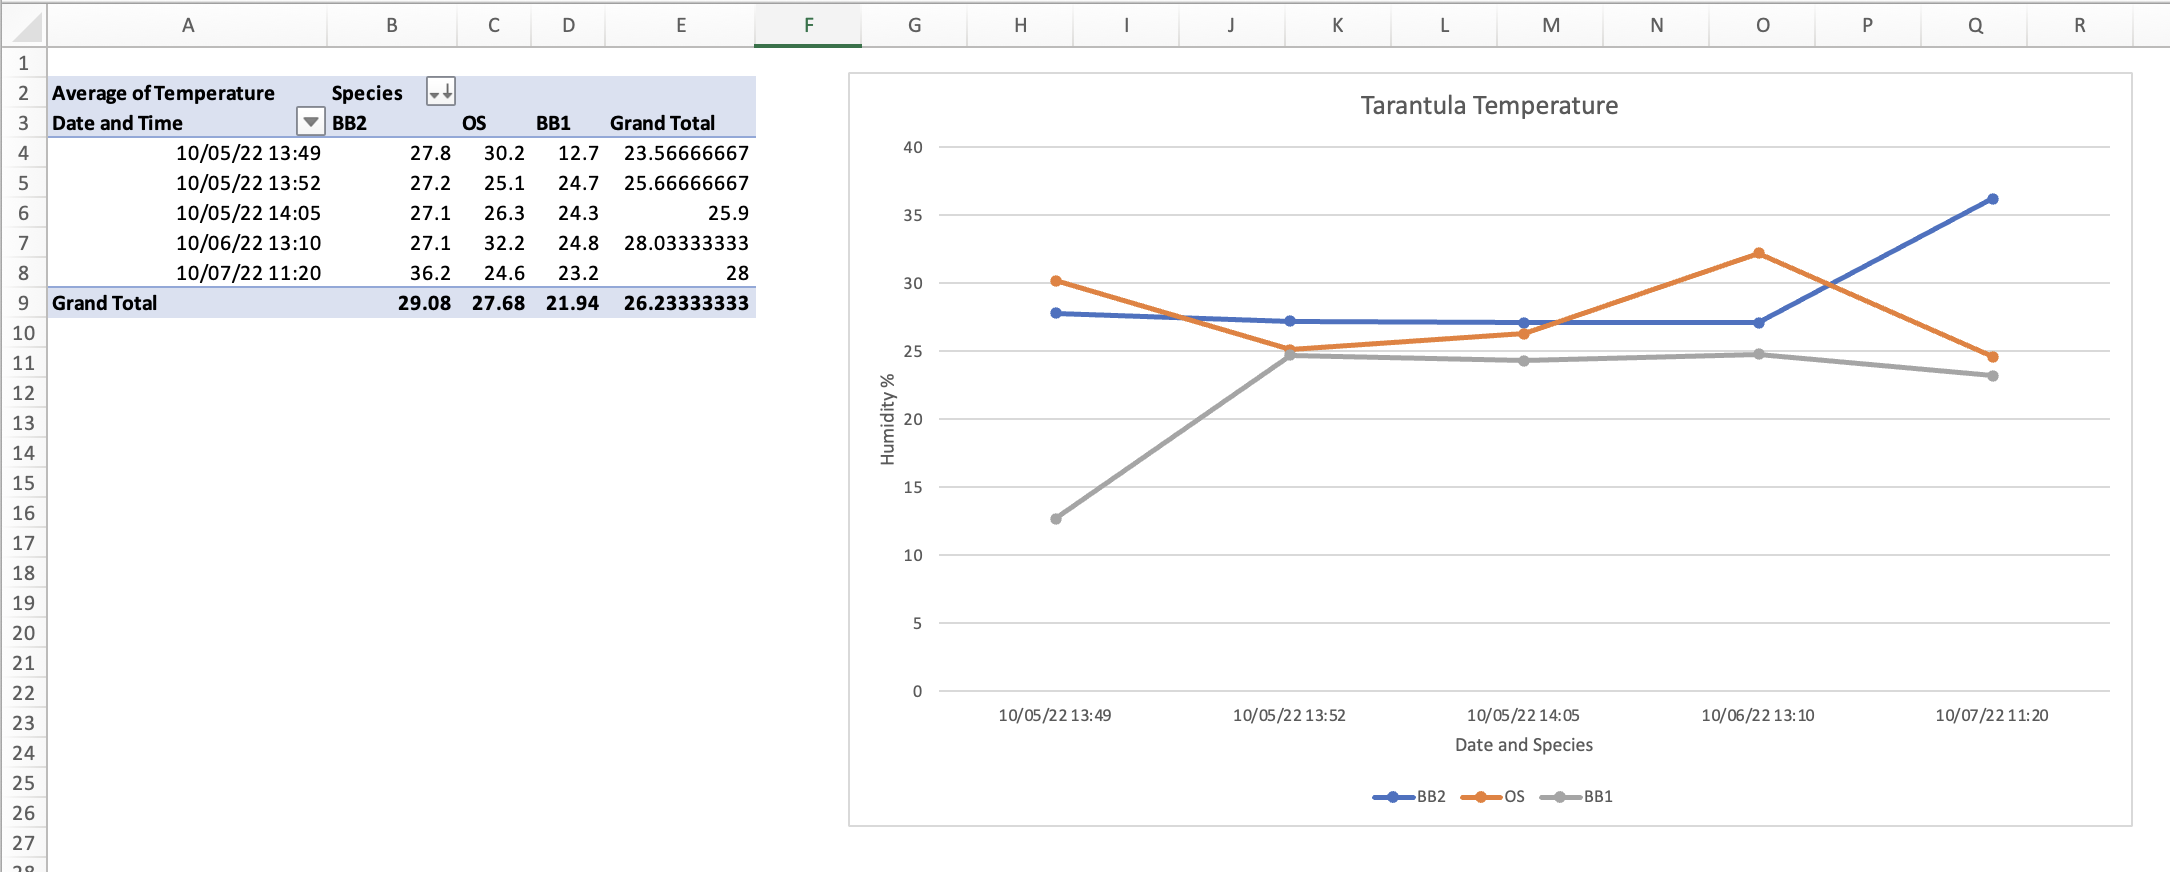 A B C D E F G H I J K L M N O P Q R
1
2 Average of Temperature Species
3 Date and Time BB2 OS BB1 Grand Total
4 10/05/22 13:49 27.8 30.2 12.7 23.56666667
5 10/05/22 13:52 27.2 25.1 24.7 25.66666667
6 10/05/22 14:05 27.1 26.3 24.3 25.9
7 10/06/22 13:10 27.1 32.2 24.8 28.03333333
8 10/07/22 11:20 36.2 24.6 23.2 28
9 Grand Total 29.08 27.68 21.94 26.23333333
10
11
12
13
14
15
16
17
18
19
20
21
22
23
24
25
26
27
28
Tarantula Temperature
40
35
30
25
20
15
10
5
0
Humidity %
10/05/22 13:49 10/05/22 13:52 10/05/22 14:05 10/06/22 13:10 10/07/22 11:20
Date and Species
BB2 OS BB1